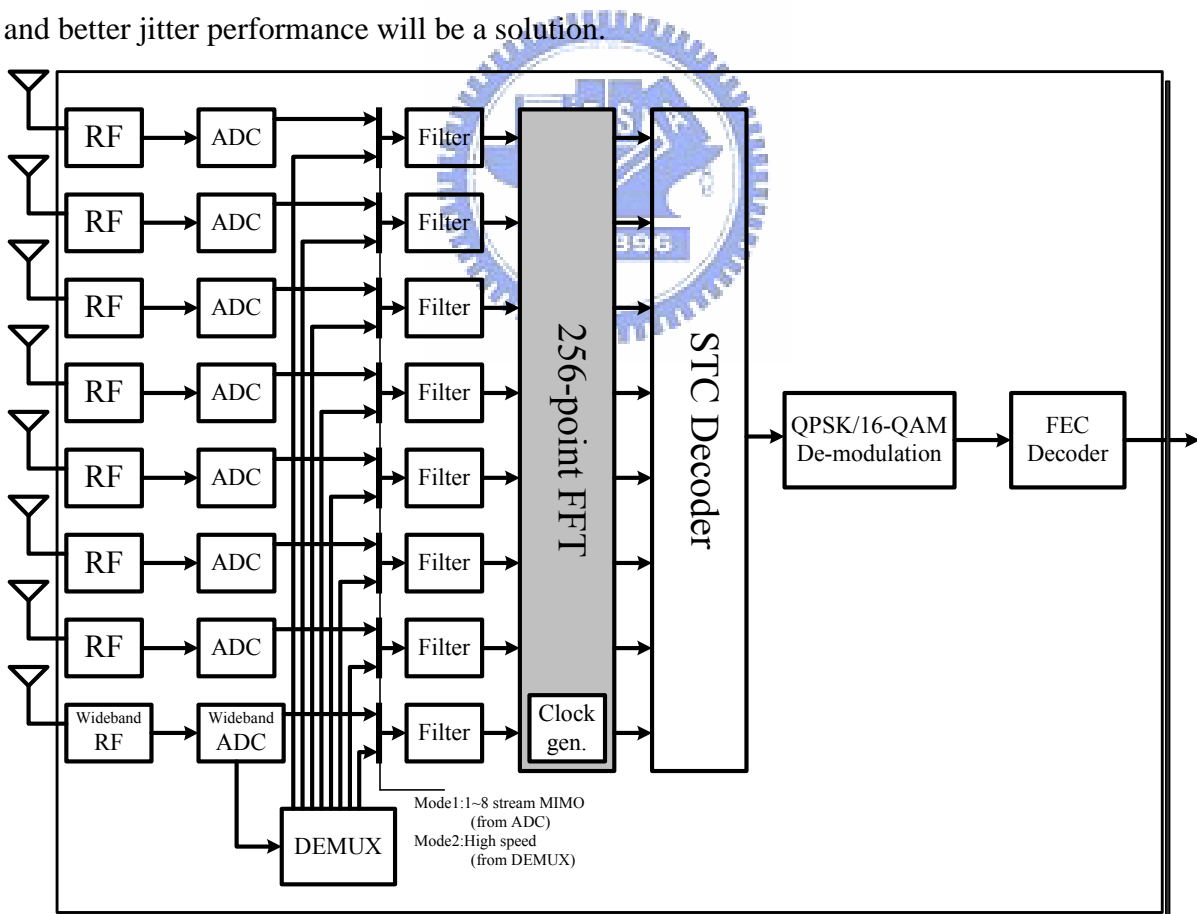 and better jitter performance will be a solution.
RF
ADC
Filter
RF
ADC
Filter
RF
ADC
Filter
RF
ADC
Filter
RF
ADC
Filter
RF
ADC
Filter
RF
ADC
Filter
Wideband
RF
Wideband
ADC
Filter
256-point FFT
Clock
gen.
STC Decoder
QPSK/16-QAM
De-modulation
FEC
Decoder
DEMUX
Mode1:1~8 stream MIMO
(from ADC)
Mode2:High speed
(from DEMUX)